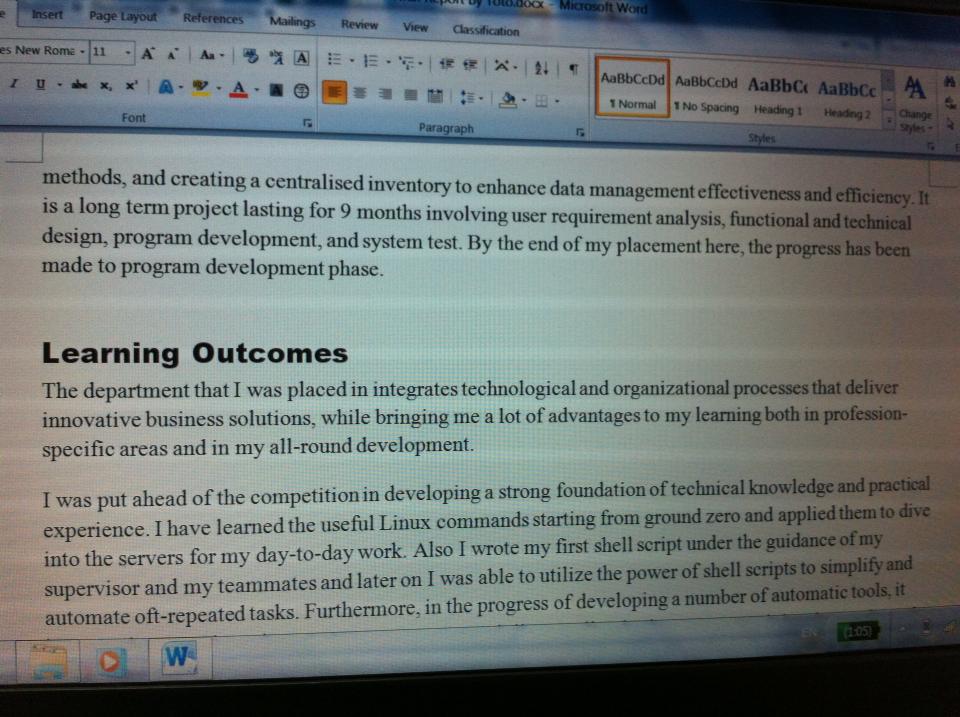 Report by Toto.docx - Microsoft Word
Insert Page Layout References Mailings Review View Classification
es New Roma 11 A A Aa abc A
I U abc x₂ x² A A A
Font Paragraph Styles
AaBbCcDd AaBbCcDd AaBbCc AaBbCc
¶ Normal ¶ No Spacing Heading 1 Heading 2
Change
Styles
methods, and creating a centralised inventory to enhance data management effectiveness and efficiency. It
is a long term project lasting for 9 months involving user requirement analysis, functional and technical
design, program development, and system test. By the end of my placement here, the progress has been
made to program development phase.
Learning Outcomes
The department that I was placed in integrates technological and organizational processes that deliver
innovative business solutions, while bringing me a lot of advantages to my learning both in profession-
specific areas and in my all-round development.
I was put ahead of the competition in developing a strong foundation of technical knowledge and practical
experience. I have learned the useful Linux commands starting from ground zero and applied them to dive
into the servers for my day-to-day work. Also I wrote my first shell script under the guidance of my
supervisor and my teammates and later on I was able to utilize the power of shell scripts to simplify and
automate oft-repeated tasks. Furthermore, in the progress of developing a number of automatic tools, it
EN (1:05)
W